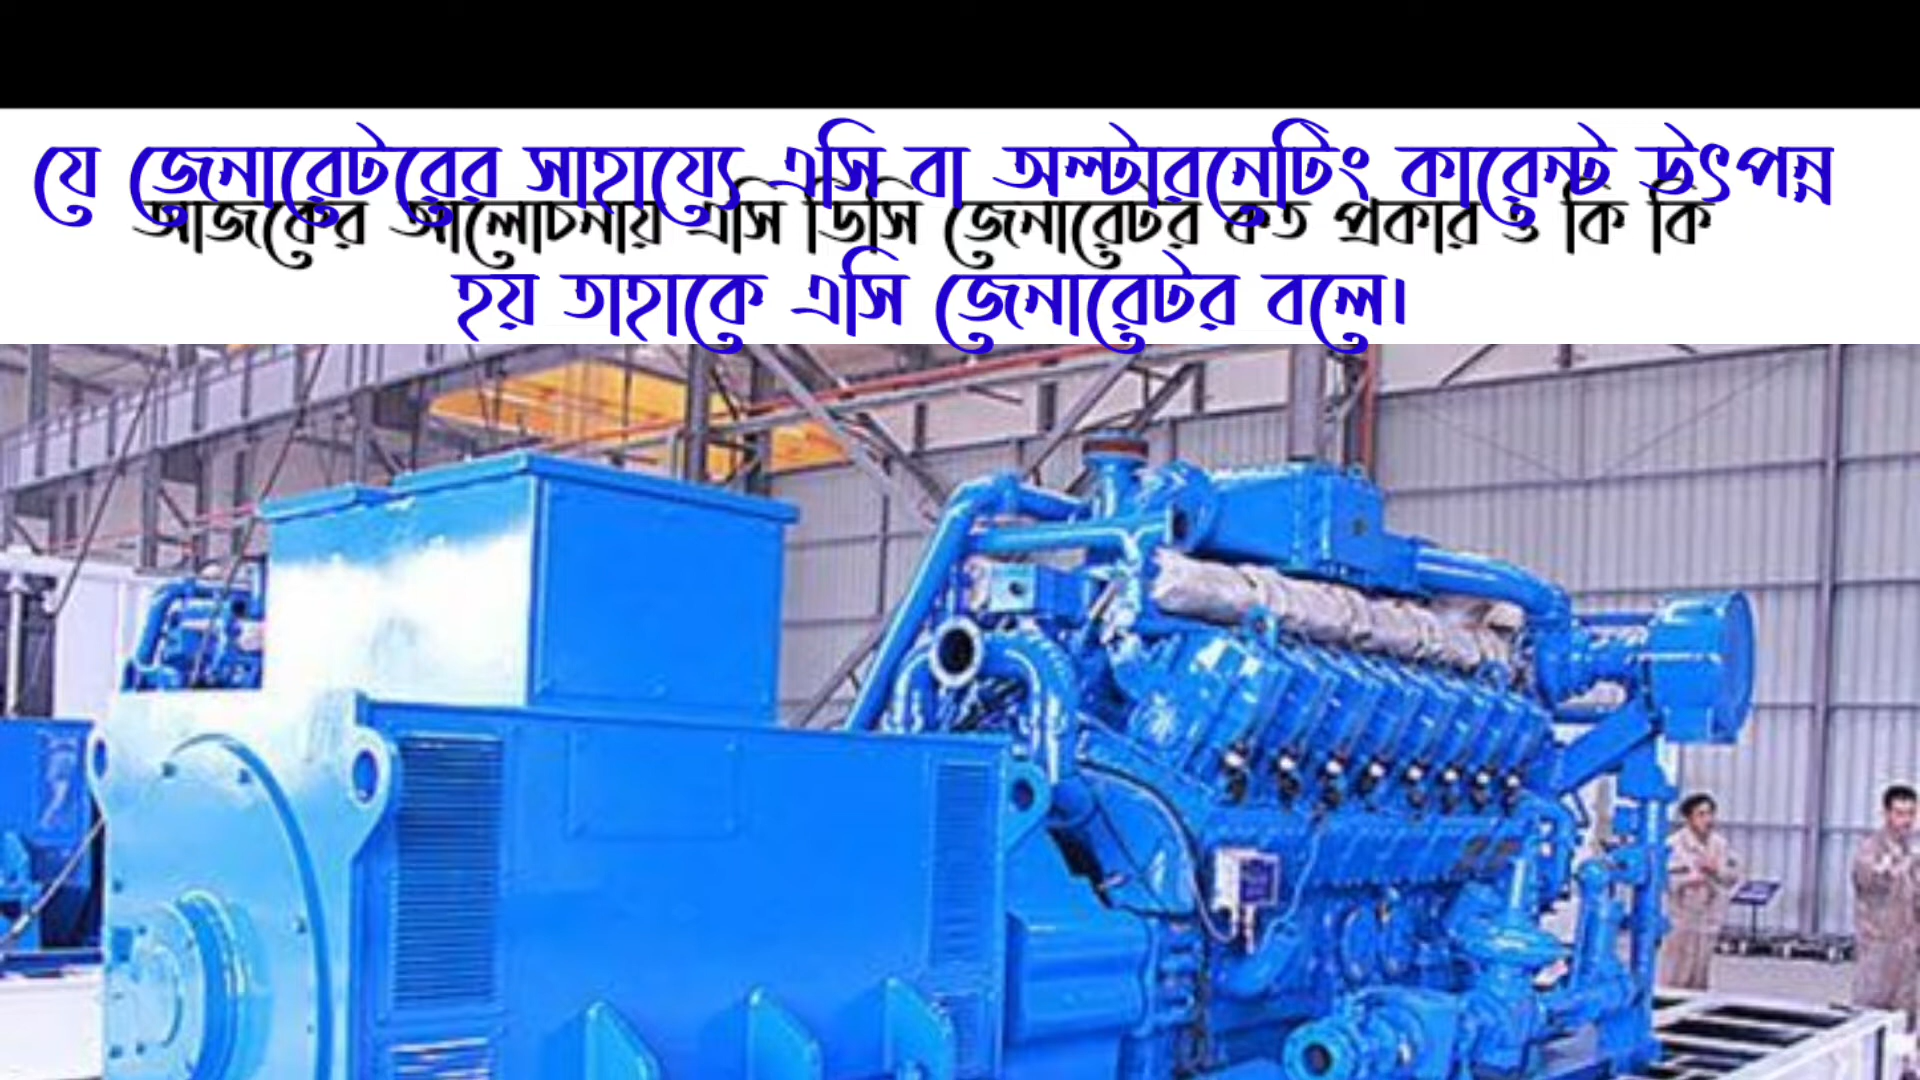 যে জেনারেটরের সাহায্যে এসি বা অল্টারনেটিং কারেন্ট উৎপন্ন
আজকের আলোচনায় এসি ডিসি জেনারেটর কত প্রকার ও কি কি
হয় তাহাকে এসি জেনারেটর বলে।